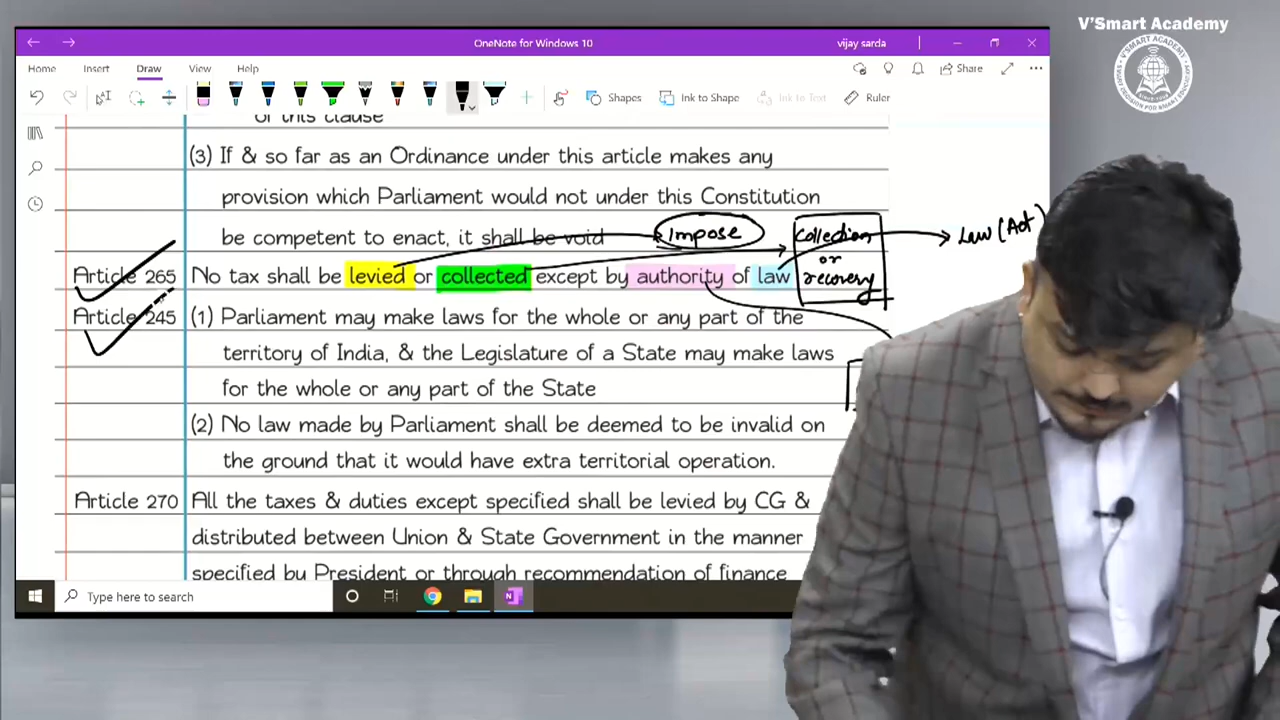 V'Smart Academy
OneNote for Windows 10
vijay sarda
Home Insert Draw View Help
Share
Shapes Ink to Shape Ink to Text Ruler
of this clause
(3) If & so far as an Ordinance under this article makes any
provision which Parliament would not under this Constitution
be competent to enact, it shall be void
Impose
collection
or
recovery
Law (Act)
Article 265 No tax shall be levied or collected except by authority of law
Article 245 (1) Parliament may make laws for the whole or any part of the
territory of India, & the Legislature of a State may make laws
for the whole or any part of the State
(2) No law made by Parliament shall be deemed to be invalid on
the ground that it would have extra territorial operation.
Article 270 All the taxes & duties except specified shall be levied by CG &
distributed between Union & State Government in the manner
specified by President or through recommendation of finance
Type here to search